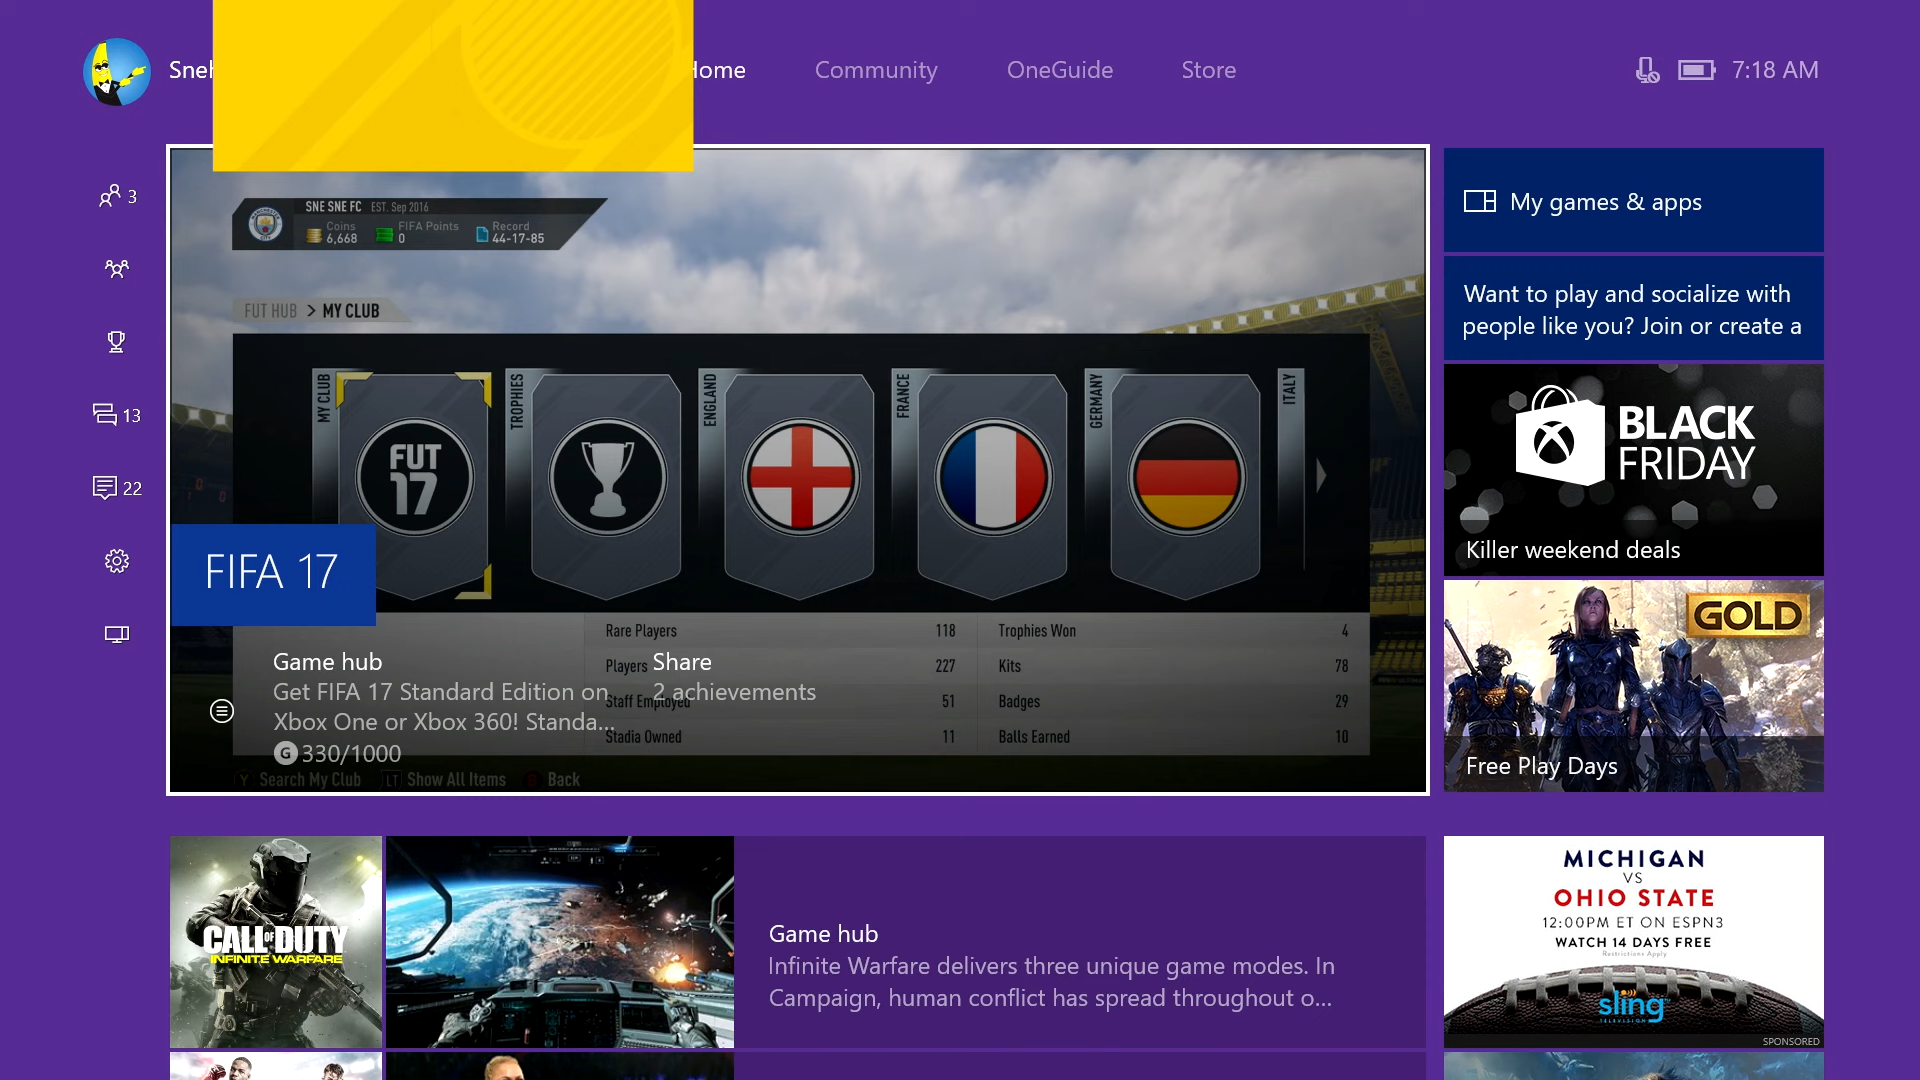 Home
Community
OneGuide
Store
7:18 AM
3
13
22
SNE SNE FC EST. Sep 2016
Coins
6,668
FIFA Points
0
Record
44-17-85
FUT HUB > MY CLUB
MY CLUB
TROPHIES
ENGLAND
FRANCE
GERMANY
ITALY
FUT
17
FIFA 17
Rare Players 118
Trophies Won 4
Players 227
Kits 78
Staff Employed 51
Badges 29
Stadia Owned 11
Balls Earned 10
Game hub
Get FIFA 17 Standard Edition on
Xbox One or Xbox 360! Standa...
G 330/1000
Share
2 achievements
Y Search My Club LT Show All Items B Back
My games & apps
Want to play and socialize with
people like you? Join or create a
BLACK
FRIDAY
Killer weekend deals
GOLD
Free Play Days
CALL OF DUTY
INFINITE WARFARE
Game hub
Infinite Warfare delivers three unique game modes. In
Campaign, human conflict has spread throughout o...
MICHIGAN
VS
OHIO STATE
12:00PM ET ON ESPN3
WATCH 14 DAYS FREE
Restrictions Apply
sling
TELEVISION
SPONSORED